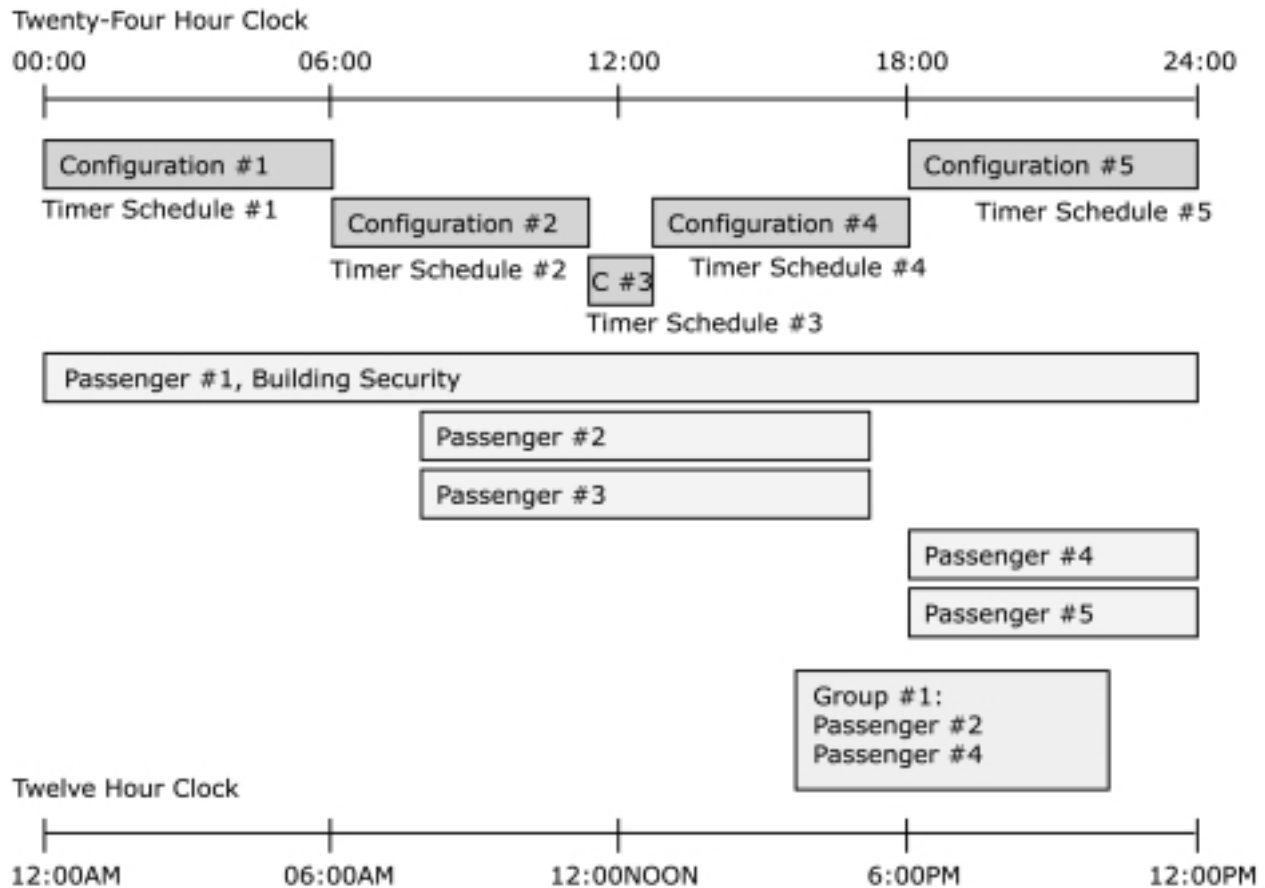 Twenty-Four Hour Clock
00:00 06:00 12:00 18:00 24:00
Configuration #1
Configuration #5
Timer Schedule #1
Timer Schedule #5
Configuration #2
Configuration #4
Timer Schedule #2
Timer Schedule #4
C #3
Timer Schedule #3
Passenger #1, Building Security
Passenger #2
Passenger #3
Passenger #4
Passenger #5
Group #1:
Passenger #2
Passenger #4
Twelve Hour Clock
12:00AM 06:00AM 12:00NOON 6:00PM 12:00PM